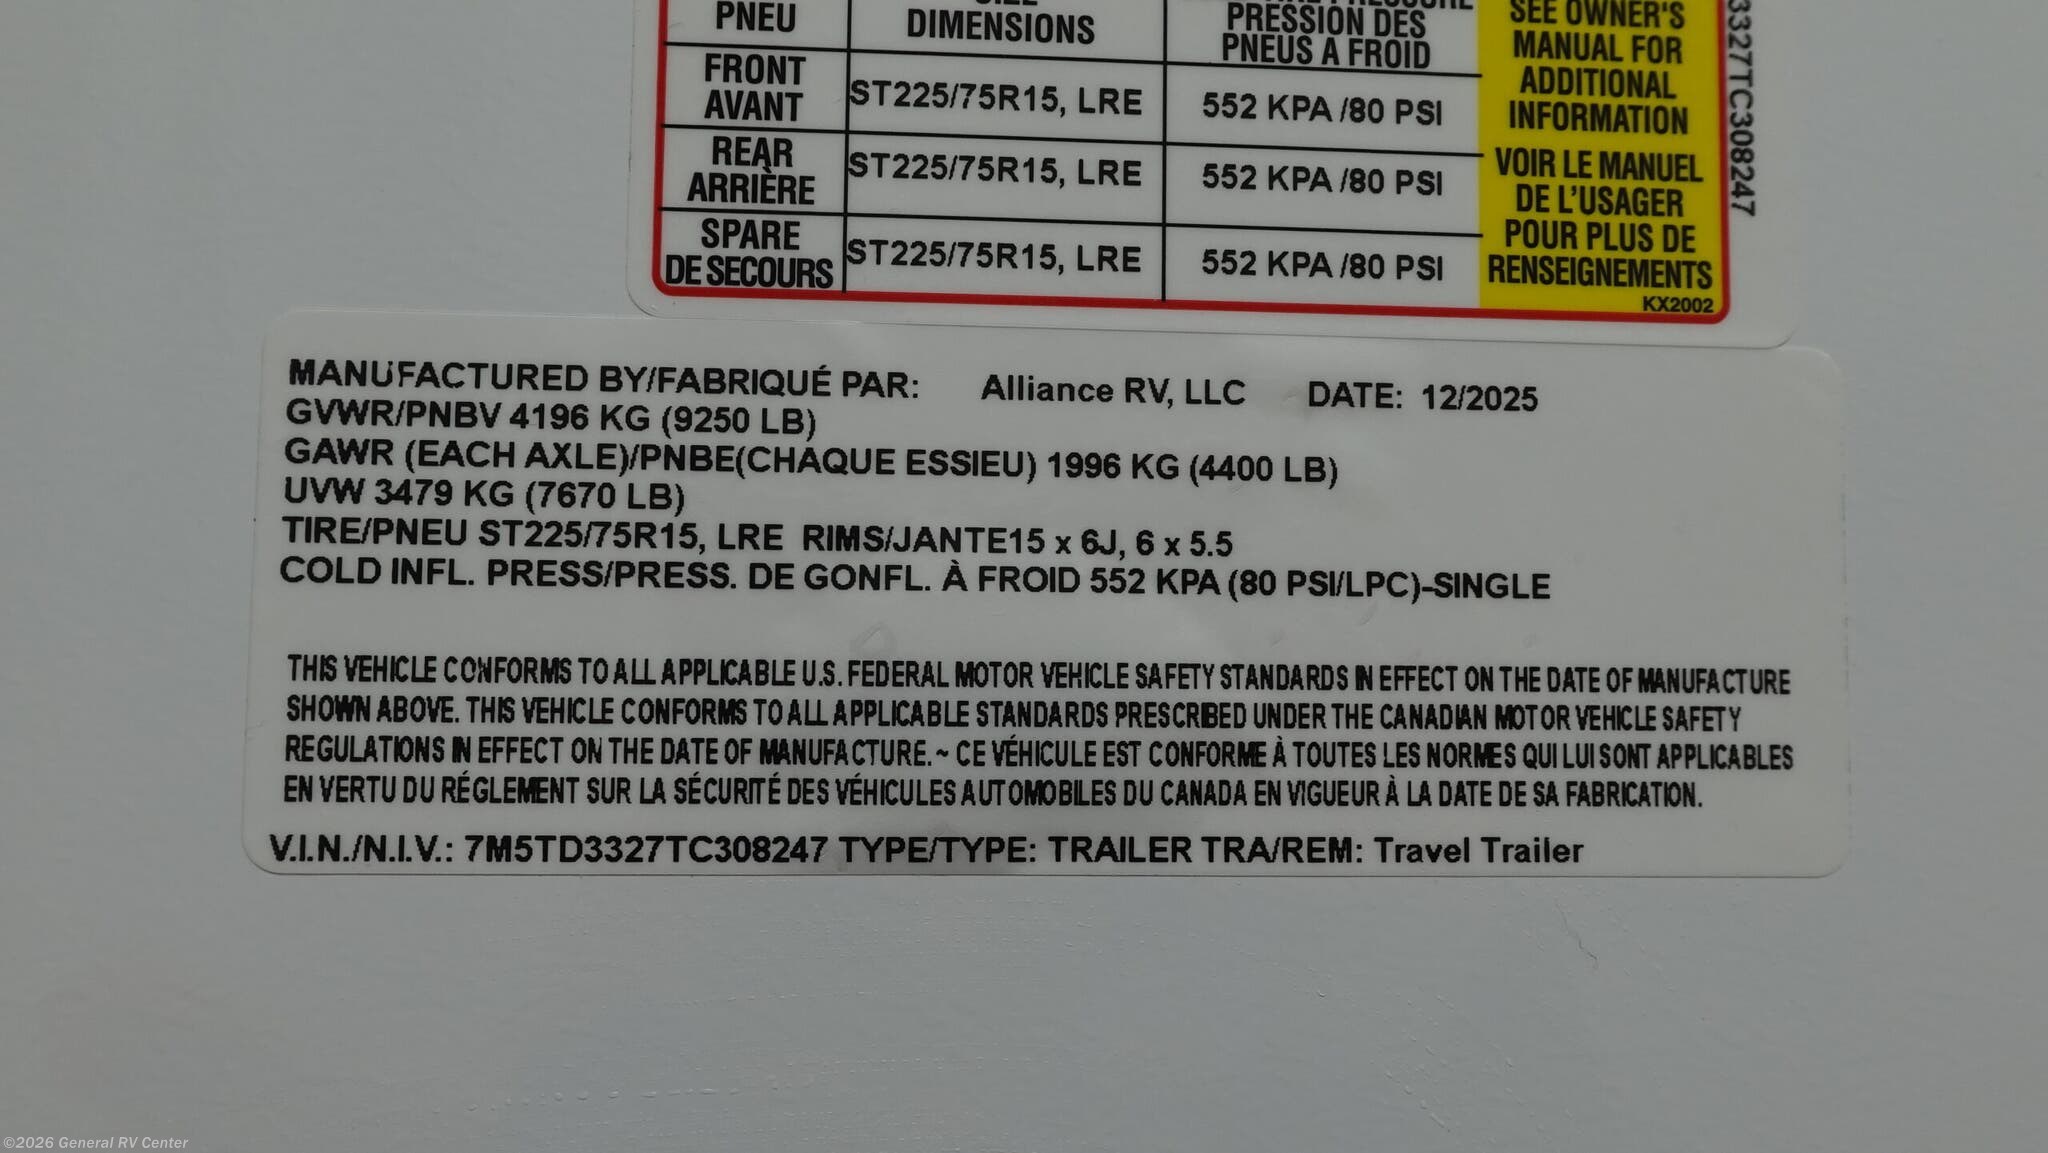 PNEU
DIMENSIONS
PRESSION DES
PNEUS A FROID
SEE OWNER'S
MANUAL FOR
ADDITIONAL
INFORMATION
FRONT
AVANT
ST225/75R15, LRE
552 KPA /80 PSI
REAR
ARRIÈRE
ST225/75R15, LRE
552 KPA /80 PSI
VOIR LE MANUEL
DE L'USAGER
POUR PLUS DE
RENSEIGNEMENTS
SPARE
DE SECOURS
ST225/75R15, LRE
552 KPA /80 PSI
KX2002
3327TC308247
MANUFACTURED BY/FABRIQUÉ PAR: Alliance RV, LLC DATE: 12/2025
GVWR/PNBV 4196 KG (9250 LB)
GAWR (EACH AXLE)/PNBE(CHAQUE ESSIEU) 1996 KG (4400 LB)
UVW 3479 KG (7670 LB)
TIRE/PNEU ST225/75R15, LRE RIMS/JANTE15 x 6J, 6 x 5.5
COLD INFL. PRESS/PRESS. DE GONFL. À FROID 552 KPA (80 PSI/LPC)-SINGLE
THIS VEHICLE CONFORMS TO ALL APPLICABLE U.S. FEDERAL MOTOR VEHICLE SAFETY STANDARDS IN EFFECT ON THE DATE OF MANUFACTURE
SHOWN ABOVE. THIS VEHICLE CONFORMS TO ALL APPLICABLE STANDARDS PRESCRIBED UNDER THE CANADIAN MOTOR VEHICLE SAFETY
REGULATIONS IN EFFECT ON THE DATE OF MANUFACTURE. ~ CE VÉHICULE EST CONFORME À TOUTES LES NORMES QUI LUI SONT APPLICABLES
EN VERTU DU RÉGLEMENT SUR LA SÉCURITÉ DES VÉHICULES AUTOMOBILES DU CANADA EN VIGUEUR À LA DATE DE SA FABRICATION.
V.I.N./N.I.V.: 7M5TD3327TC308247 TYPE/TYPE: TRAILER TRA/REM: Travel Trailer
©2026 General RV Center